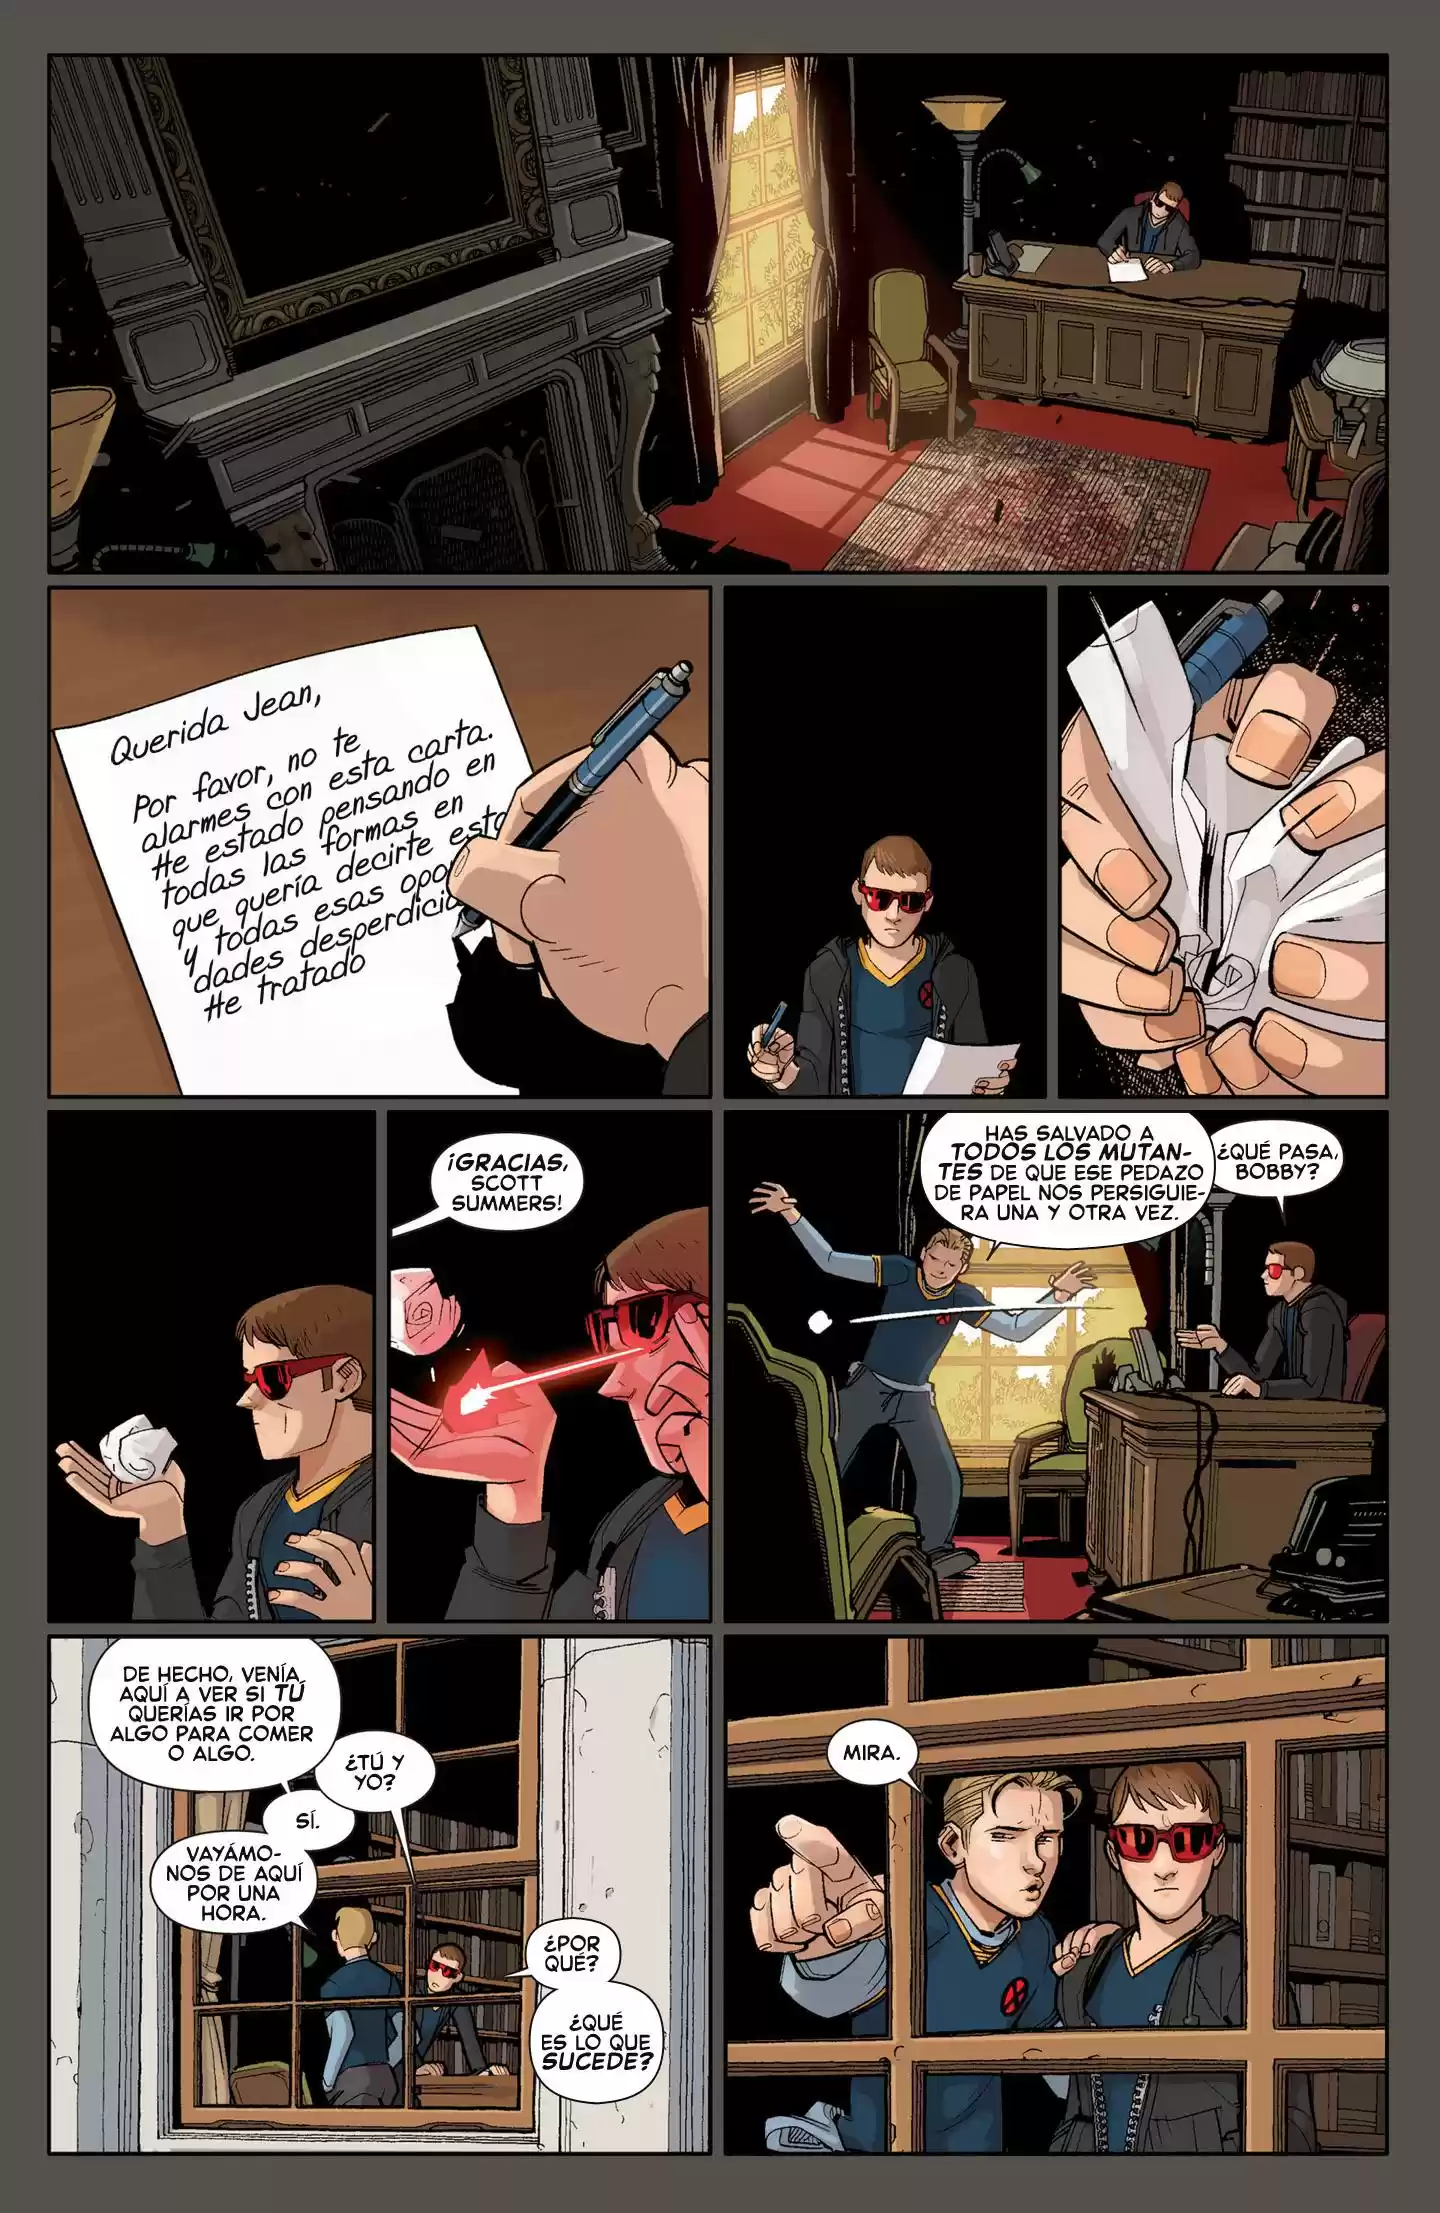 Querida Jean,
Por favor, no te
alarmes con esta carta.
He estado pensando en
todas las formas en
que quería decirte esto
y todas esas opo
dades desperdicia
He tratado
¡GRACIAS,
SCOTT
SUMMERS!
HAS SALVADO A
TODOS LOS MUTAN-
TES DE QUE ESE PEDAZO
DE PAPEL NOS PERSIGUIE-
RA UNA Y OTRA VEZ.
¿QUÉ PASA,
BOBBY?
DE HECHO, VENÍA
AQUÍ A VER SI TÚ
QUERÍAS IR POR
ALGO PARA COMER
O ALGO.
¿TÚ Y
YO?
SÍ.
VAYÁMO-
NOS DE AQUÍ
POR UNA
HORA.
¿POR
QUÉ?
¿QUÉ
ES LO QUE
SUCEDE?
MIRA.